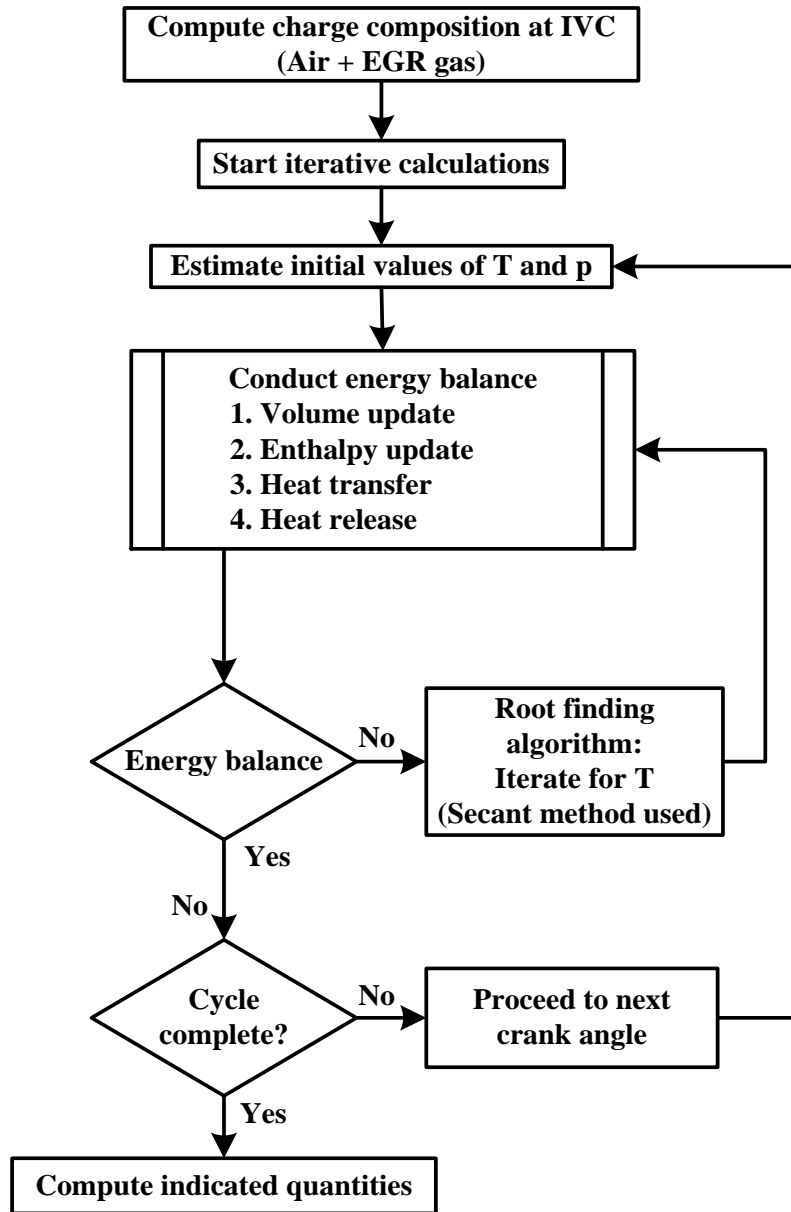 Compute charge composition at IVC
(Air + EGR gas)
Start iterative calculations
Estimate initial values of T and p
Conduct energy balance
1. Volume update
2. Enthalpy update
3. Heat transfer
4. Heat release
Energy balance
No
Root finding
algorithm:
Iterate for T
(Secant method used)
Yes
No
Cycle
complete?
No
Proceed to next
crank angle
Yes
Compute indicated quantities